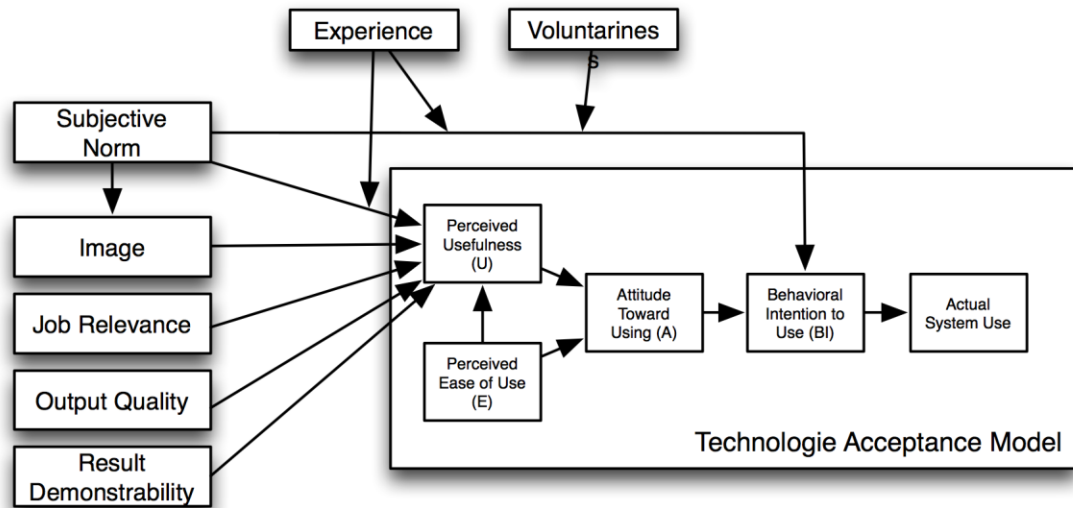 Experience
Voluntarines
s
Subjective
Norm
Image
Job Relevance
Output Quality
Result
Demonstrability
Perceived
Usefulness
(U)
Perceived
Ease of Use
(E)
Attitude
Toward
Using (A)
Behavioral
Intention to
Use (BI)
Actual
System Use
Technologie Acceptance Model